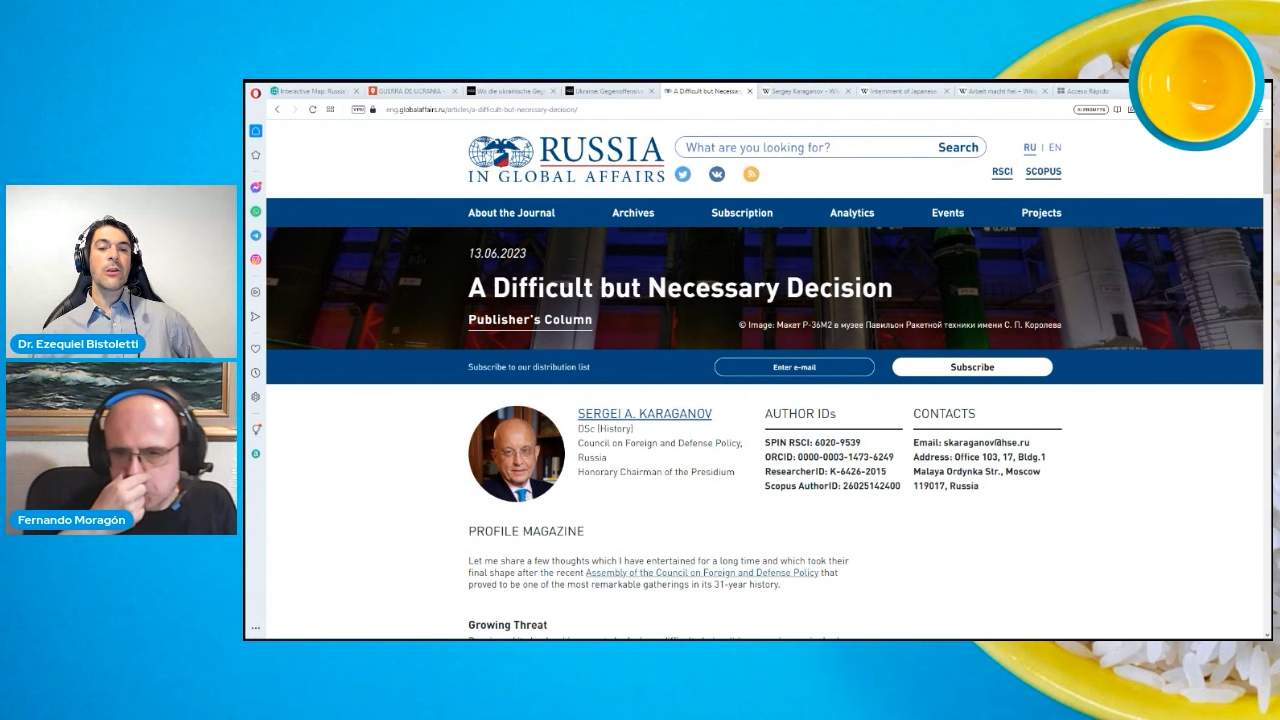 Interactive Map: Russia'
GUERRA DE UCRANIA -
Wo die ukrainische Geg
Ukraine: Gegenoffensive
A Difficult but Necessary
Sergey Karaganov - Wik
Internment of Japanese
Arbeit macht frei – Wiki
Acceso Rápido
VPN
eng.globalaffairs.ru/articles/a-difficult-but-necessary-decision/
AI PROMPTS
RUSSIA
IN GLOBAL AFFAIRS
What are you looking for?
Search
RU | EN
RSCI SCOPUS
About the Journal Archives Subscription Analytics Events Projects
13.06.2023
A Difficult but Necessary Decision
Publisher's Column
© Image: Макет Р-36М2 в музее Павильон Ракетной техники имени С. П. Королева
Subscribe to our distribution list
Enter e-mail
Subscribe
Dr. Ezequiel Bistoletti
Fernando Moragón
SERGEI A. KARAGANOV
DSc (History)
Council on Foreign and Defense Policy,
Russia
Honorary Chairman of the Presidium
AUTHOR IDs
SPIN RSCI: 6020-9539
ORCID: 0000-0003-1473-6249
ResearcherID: K-6426-2015
Scopus AuthorID: 26025142400
CONTACTS
Email: skaraganov@hse.ru
Address: Office 103, 17, Bldg.1
Malaya Ordynka Str., Moscow
119017, Russia
PROFILE MAGAZINE
Let me share a few thoughts which I have entertained for a long time and which took their
final shape after the recent Assembly of the Council on Foreign and Defense Policy that
proved to be one of the most remarkable gatherings in its 31-year history.
Growing Threat